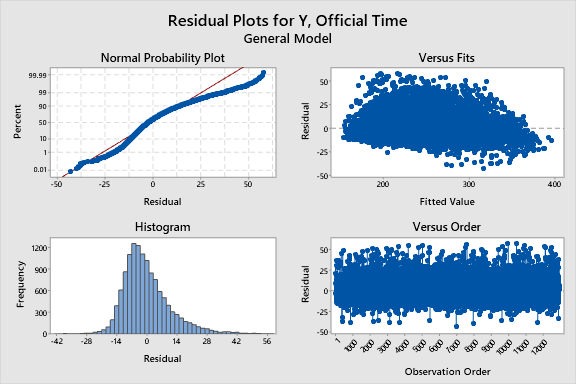 Residual Plots for Y, Official Time
General Model
Normal Probability Plot
99.99
99
90
50
10
1
0.01
Percent
-50 -25 0 25 50
Residual
Versus Fits
50
25
0
-25
-50
Residual
200 300 400
Fitted Value
Histogram
1200
900
600
300
0
Frequency
-42 -28 -14 0 14 28 42 56
Residual
Versus Order
50
25
0
-25
-50
Residual
1 1000 2000 3000 4000 5000 6000 7000 8000 9000 10000 11000 12000
Observation Order